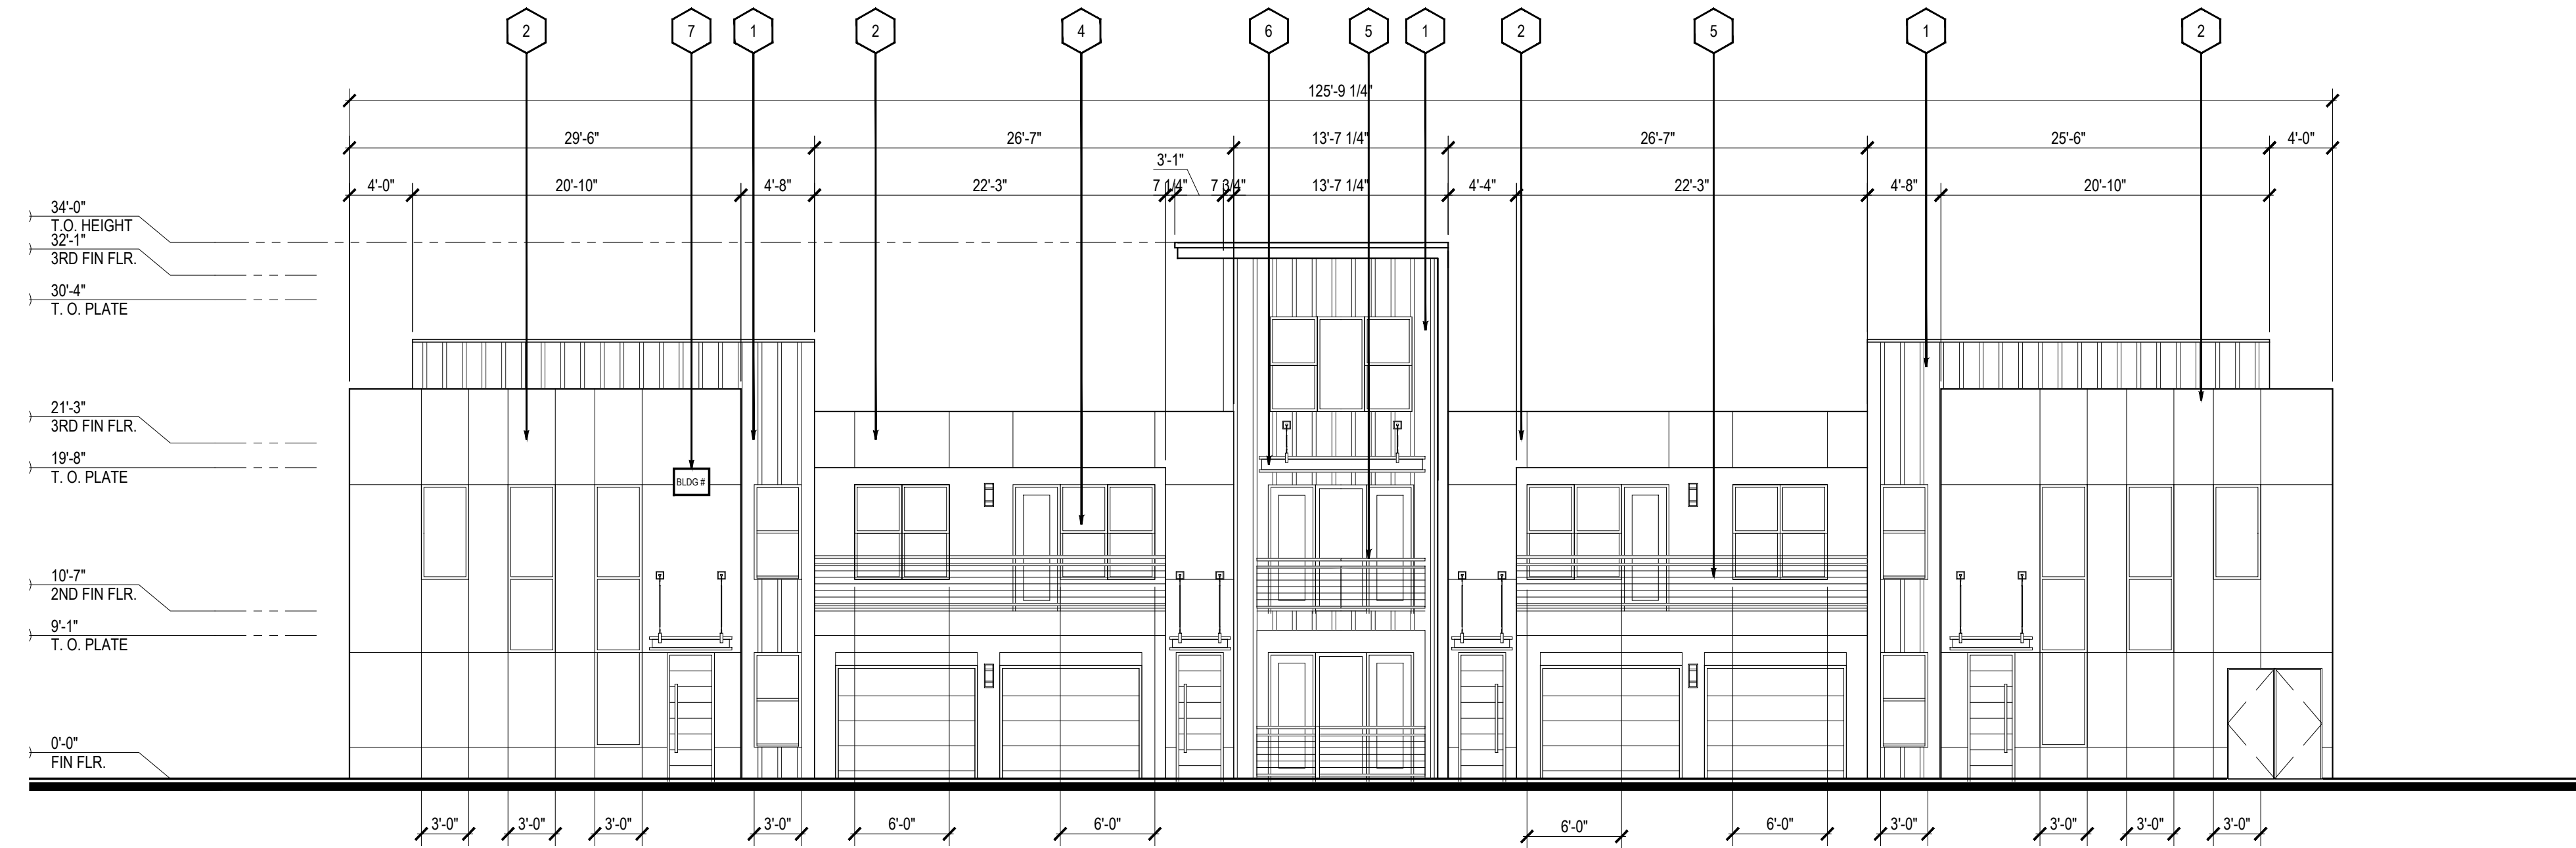 2 7 1 2 4 6 5 1 2 5 1 2
125'-9 1/4"
29'-6" 26'-7" 13'-7 1/4" 26'-7" 25'-6" 4'-0"
3'-1"
4'-0" 20'-10" 4'-8" 22'-3" 7 1/4" 7 3/4" 13'-7 1/4" 4'-4" 22'-3" 4'-8" 20'-10"
34'-0"
T.O. HEIGHT
32'-1"
3RD FIN FLR.
30'-4"
T. O. PLATE
21'-3"
3RD FIN FLR.
19'-8"
T. O. PLATE
BLDG #
10'-7"
2ND FIN FLR.
9'-1"
T. O. PLATE
0'-0"
FIN FLR.
3'-0" 3'-0" 3'-0" 3'-0" 6'-0" 6'-0" 6'-0" 6'-0" 3'-0" 3'-0" 3'-0" 3'-0"